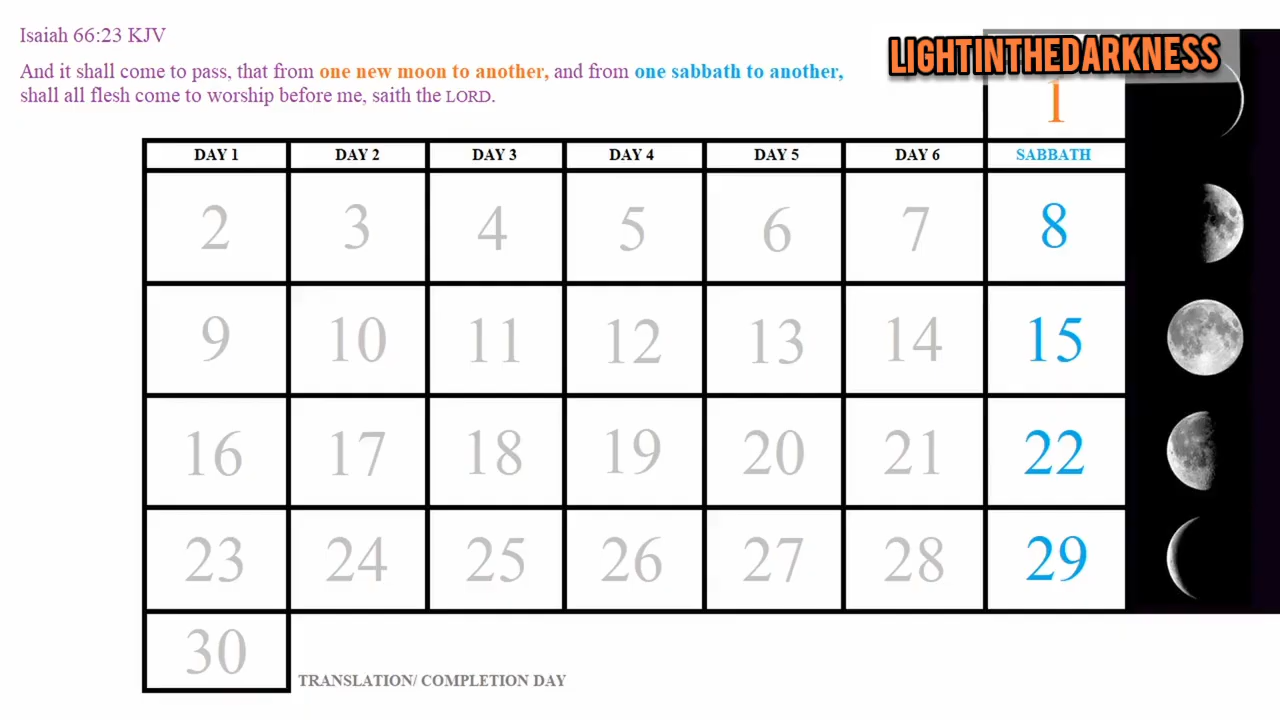 Isaiah 66:23 KJV
LIGHTINTHEDARKNESS
And it shall come to pass, that from one new moon to another, and from one sabbath to another,
shall all flesh come to worship before me, saith the LORD.
1
DAY 1 DAY 2 DAY 3 DAY 4 DAY 5 DAY 6 SABBATH
2 3 4 5 6 7 8
9 10 11 12 13 14 15
16 17 18 19 20 21 22
23 24 25 26 27 28 29
30
TRANSLATION/ COMPLETION DAY